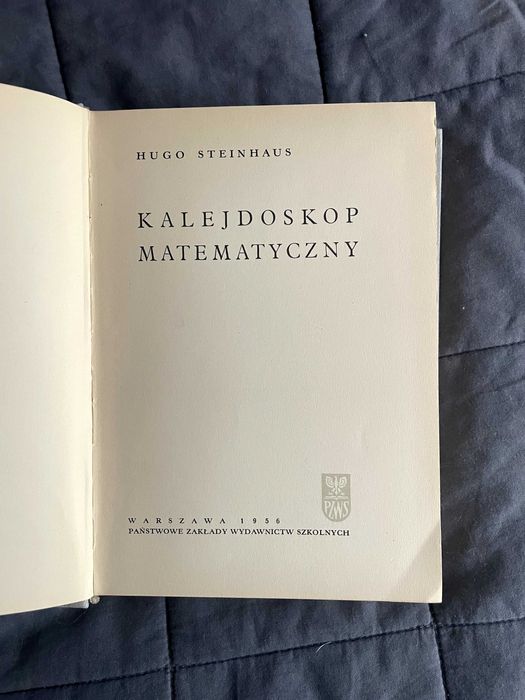 HUGO STEINHAUS
KALEJDOSKOP
MATEMATYCZNY
PZWS
WARSZAWA 1956
PAŃSTWOWE ZAKŁADY WYDAWNICTW SZKOLNYCH